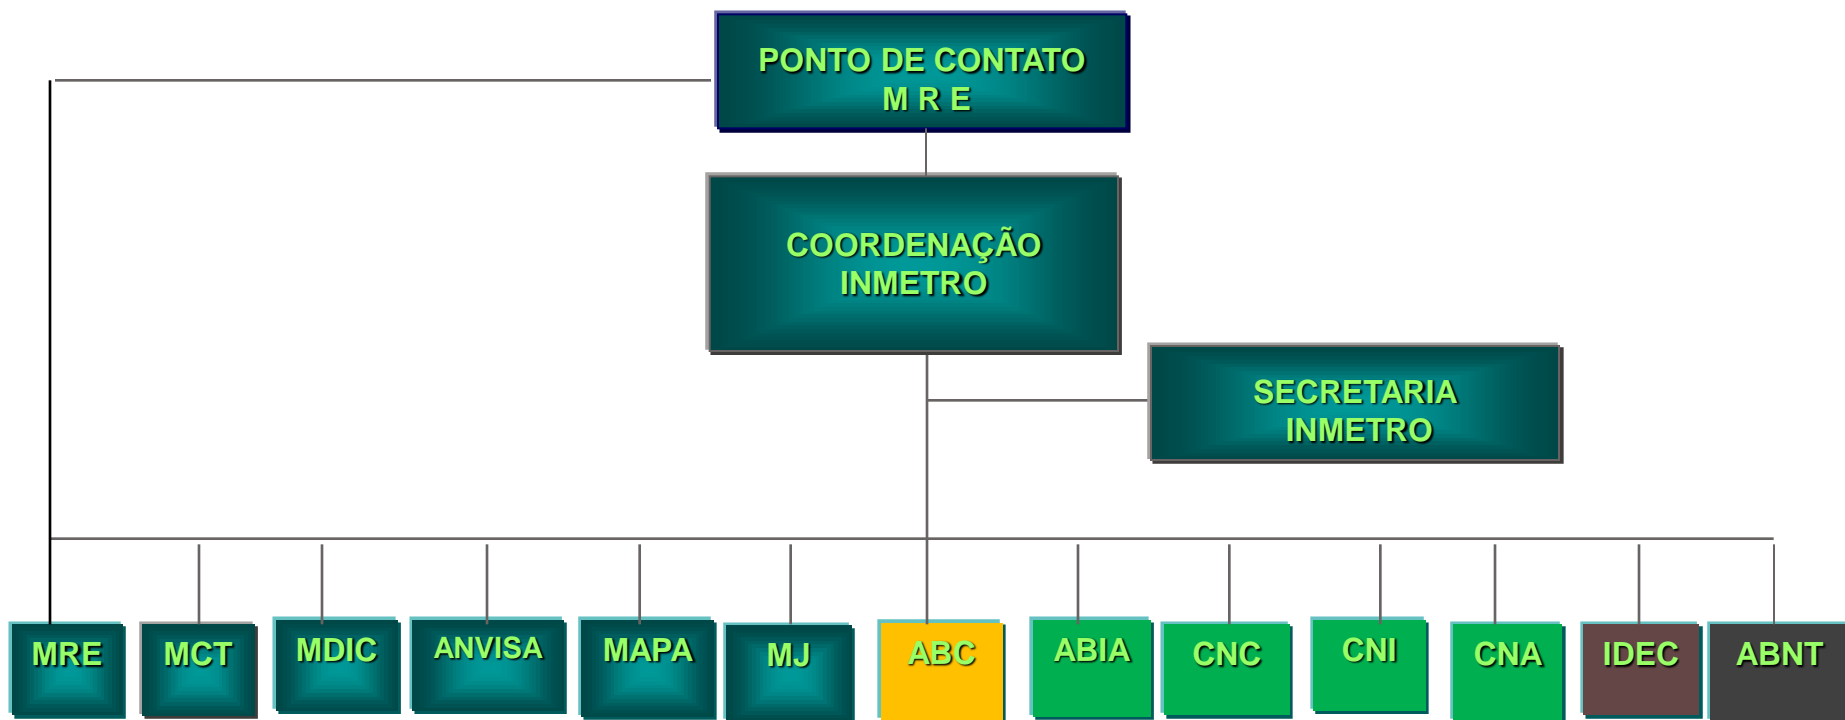 PONTO DE CONTATO
M R E
COORDENAÇÃO
INMETRO
SECRETARIA
INMETRO
MRE
MCT
MDIC
ANVISA
MAPA
MJ
ABC
ABIA
CNC
CNI
CNA
IDEC
ABNT